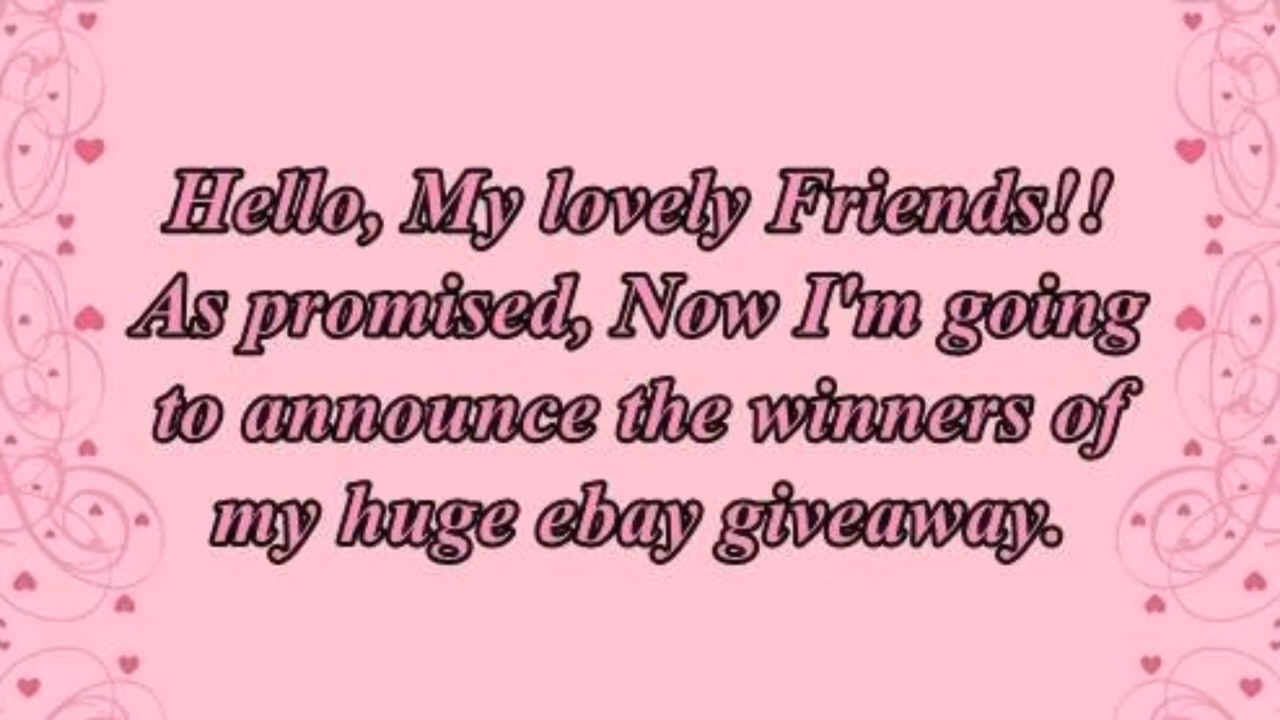 Hello, My lovely Friends!!
As promised, Now I'm going
to announce the winners of
my huge ebay giveaway.